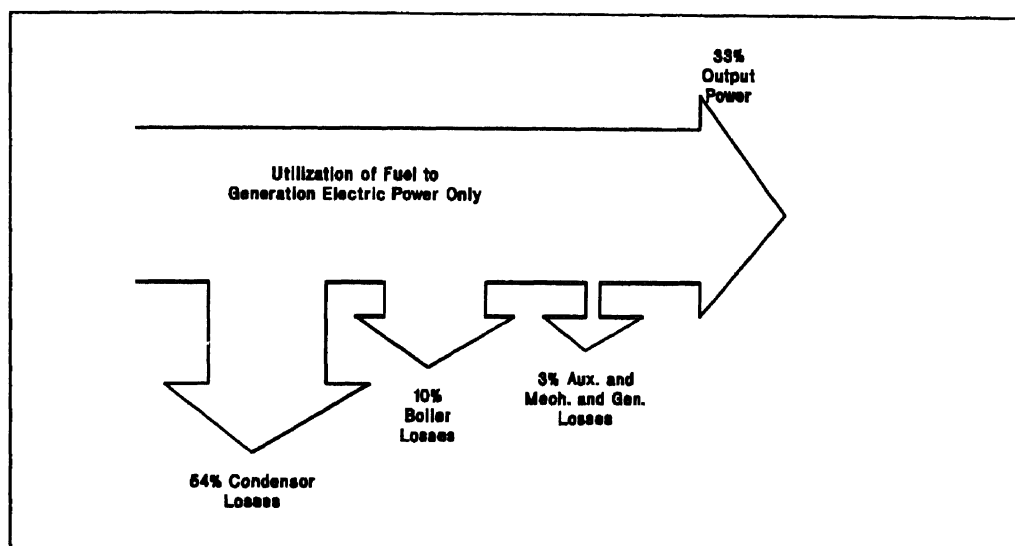 33%
Output
Power
Utilization of Fuel to
Generation Electric Power Only
10%
Boiler
Losses
3% Aux. and
Mech. and Gen.
Losses
54% Condensor
Losses